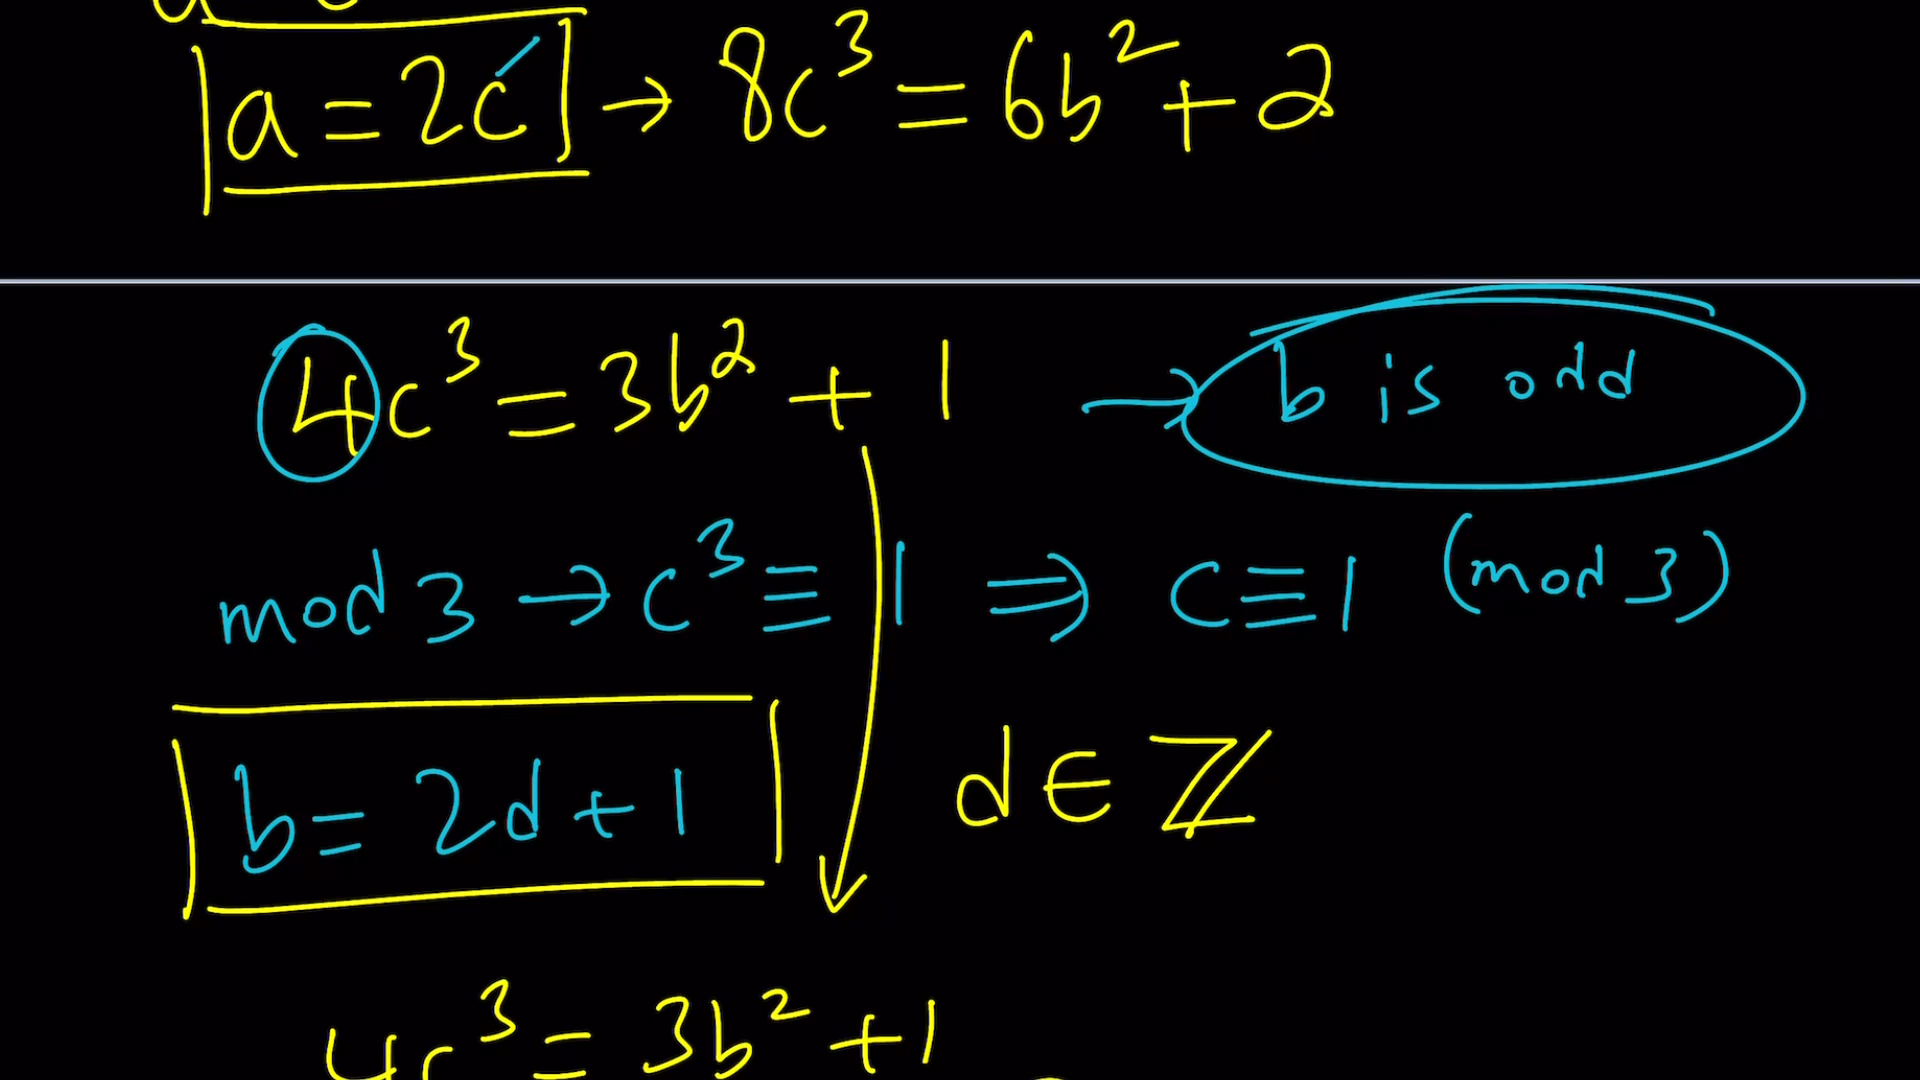 a = 2c → 8c³ = 6b² + 2
4c³ = 3b² + 1 → b is odd
mod 3 → c³ ≡ 1 ⇒ c ≡ 1 (mod 3)
b = 2d + 1 d ∈ ℤ
4c³ = 3b² + 1